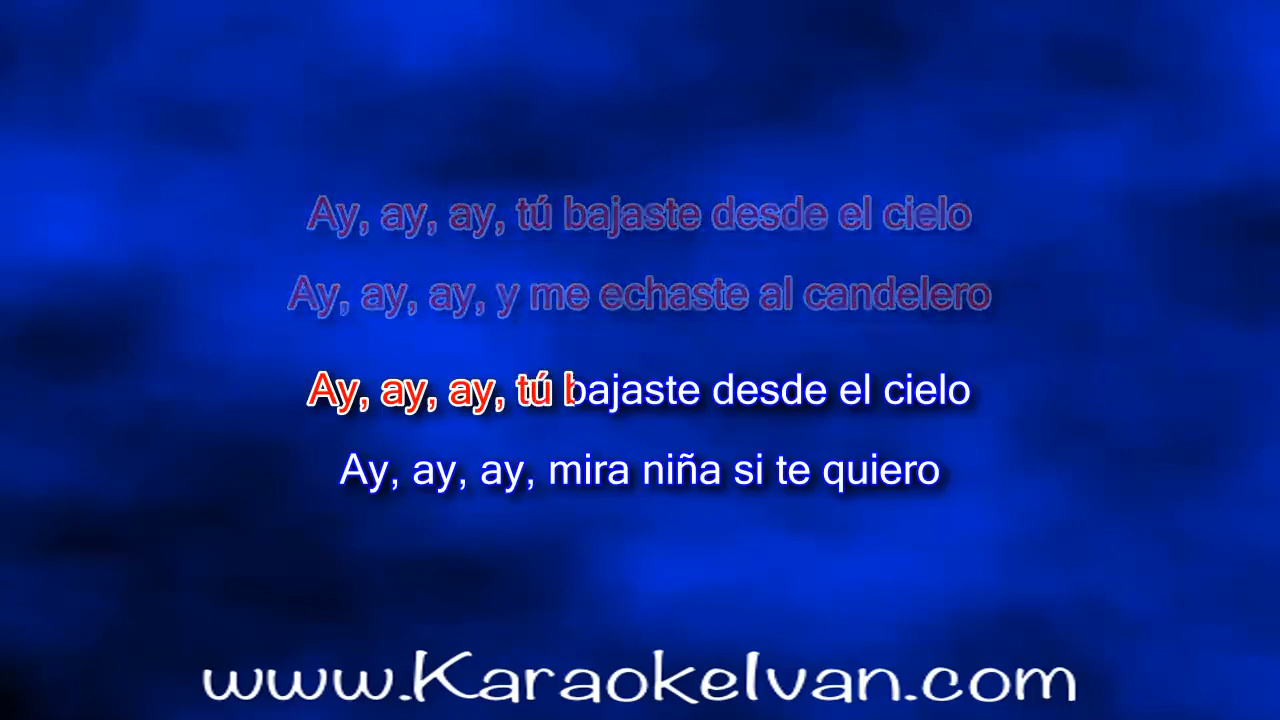 Ay, ay, ay, tú bajaste desde el cielo
Ay, ay, ay, y me echaste al candelero
Ay, ay, ay, tú bajaste desde el cielo
Ay, ay, ay, mira niña si te quiero
www.KaraokeIvan.com